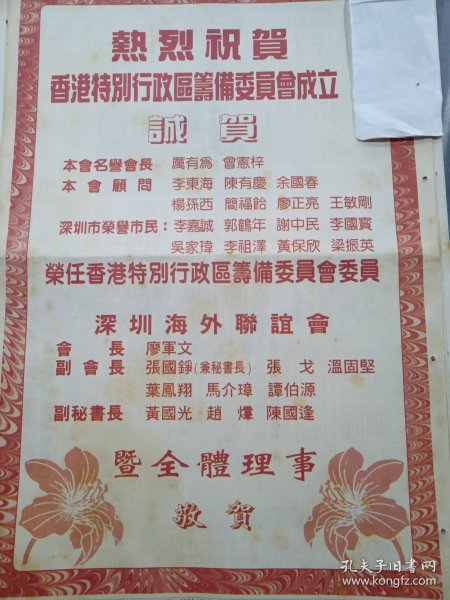 熱烈祝賀
香港特別行政區籌備委員會成立
誠賀
本會名譽會長 厲有為 曾憲梓
本會顧問 李東海 陳有慶 余國春
楊孫西 簡福飴 廖正亮 王敏剛
深圳市榮譽市民：李嘉誠 郭鶴年 謝中民 李國寶
吳家瑋 李祖澤 黃保欣 梁振英
榮任香港特別行政區籌備委員會委員
深圳海外聯誼會
會長 廖軍文
副會長 張國錚(兼秘書長) 張戈 溫固堅
葉鳳翔 馬介璋 譚伯源
副秘書長 黃國光 趙 陳國逢
暨全體理事
敬賀
孔夫子旧书网
www.kongfz.com